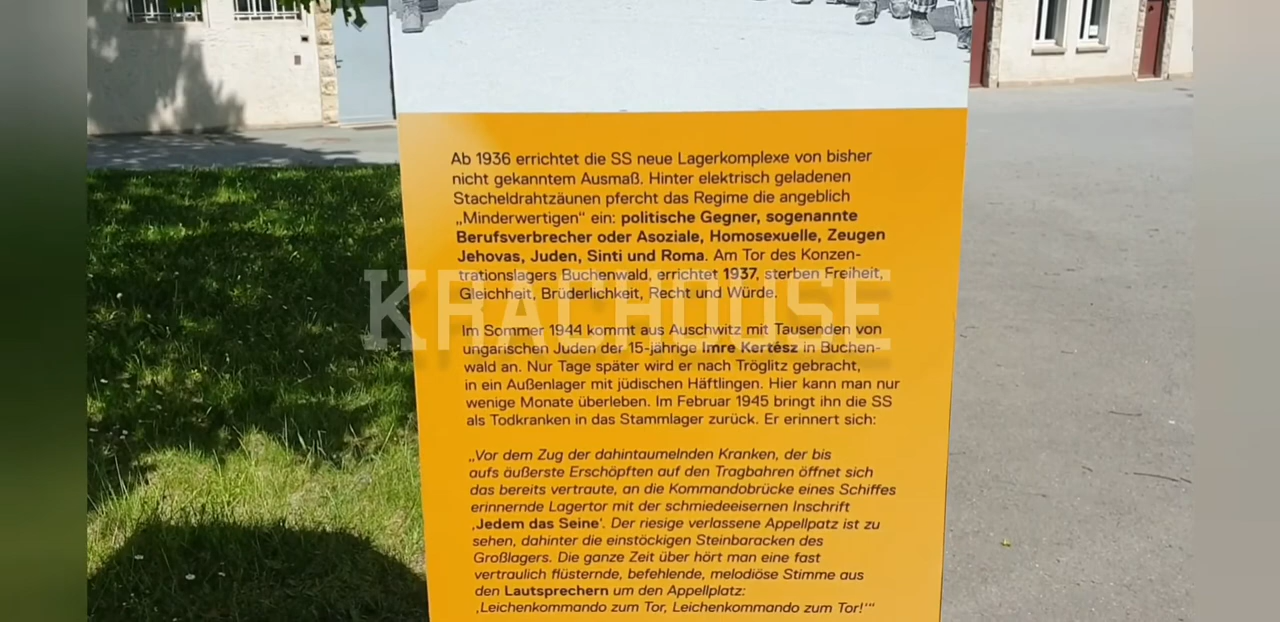 Ab 1936 errichtet die SS neue Lagerkomplexe von bisher
nicht gekanntem Ausmaß. Hinter elektrisch geladenen
Stacheldrahtzäunen pfercht das Regime die angeblich
„Minderwertigen“ ein: politische Gegner, sogenannte
Berufsverbrecher oder Asoziale, Homosexuelle, Zeugen
Jehovas, Juden, Sinti und Roma. Am Tor des Konzen-
trationslagers Buchenwald, errichtet 1937, sterben Freiheit,
Gleichheit, Brüderlichkeit, Recht und Würde.
KRACHOUSE
Im Sommer 1944 kommt aus Auschwitz mit Tausenden von
ungarischen Juden der 15-jährige Imre Kertész in Buchen-
wald an. Nur Tage später wird er nach Tröglitz gebracht,
in ein Außenlager mit jüdischen Häftlingen. Hier kann man nur
wenige Monate überleben. Im Februar 1945 bringt ihn die SS
als Todkranken in das Stammlager zurück. Er erinnert sich:
„Vor dem Zug der dahintaumelnden Kranken, der bis
aufs äußerste Erschöpften auf den Tragbahren öffnet sich
das bereits vertraute, an die Kommandobrücke eines Schiffes
erinnernde Lagertor mit der schmiedeeisernen Inschrift
‚Jedem das Seine‘. Der riesige verlassene Appellpatz ist zu
sehen, dahinter die einstöckigen Steinbaracken des
Großlagers. Die ganze Zeit über hört man eine fast
vertraulich flüsternde, befehlende, melodiöse Stimme aus
den Lautsprechern um den Appellplatz:
‚Leichenkommando zum Tor, Leichenkommando zum Tor!‘“